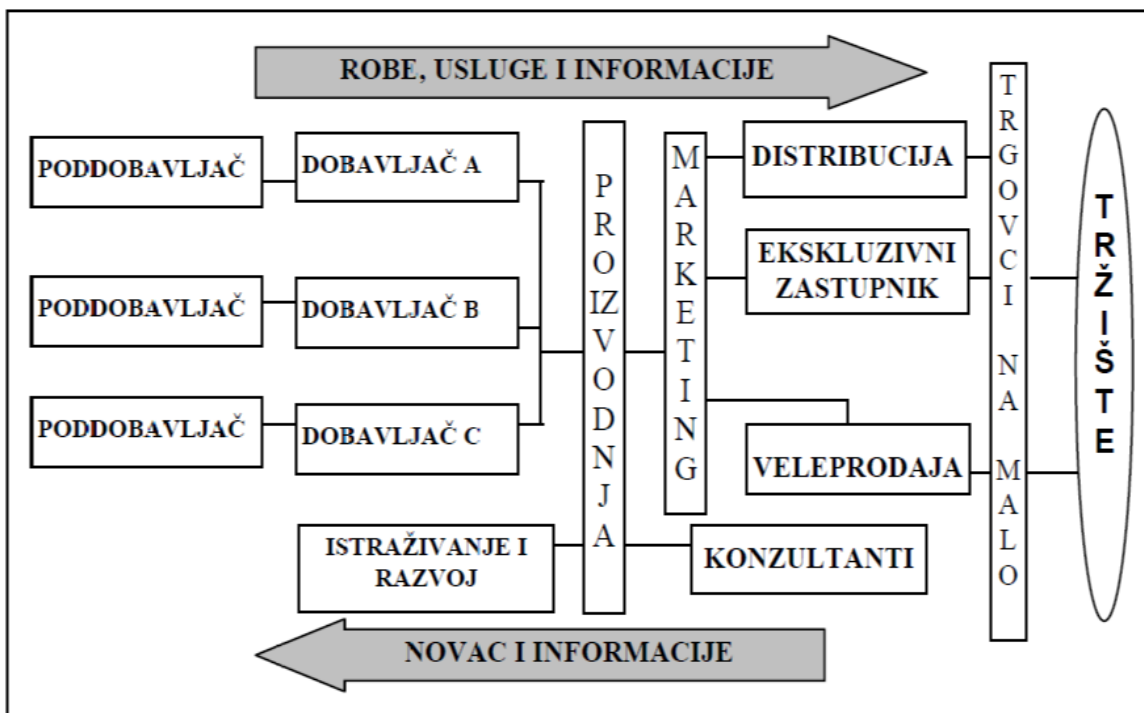 ROBE, USLUGE I INFORMACIJE
PODDOBAVLJAČ
DOBAVLJAČ A
PODDOBAVLJAČ
DOBAVLJAČ B
PODDOBAVLJAČ
DOBAVLJAČ C
PROIZVODNJA
MARKETING
DISTRIBUCIJA
EKSKLUZIVNI
ZASTUPNIK
VELEPRODAJA
ISTRAŽIVANJE I
RAZVOJ
KONZULTANTI
TRGOVCI NA MALO
TRŽIŠTE
NOVAC I INFORMACIJE